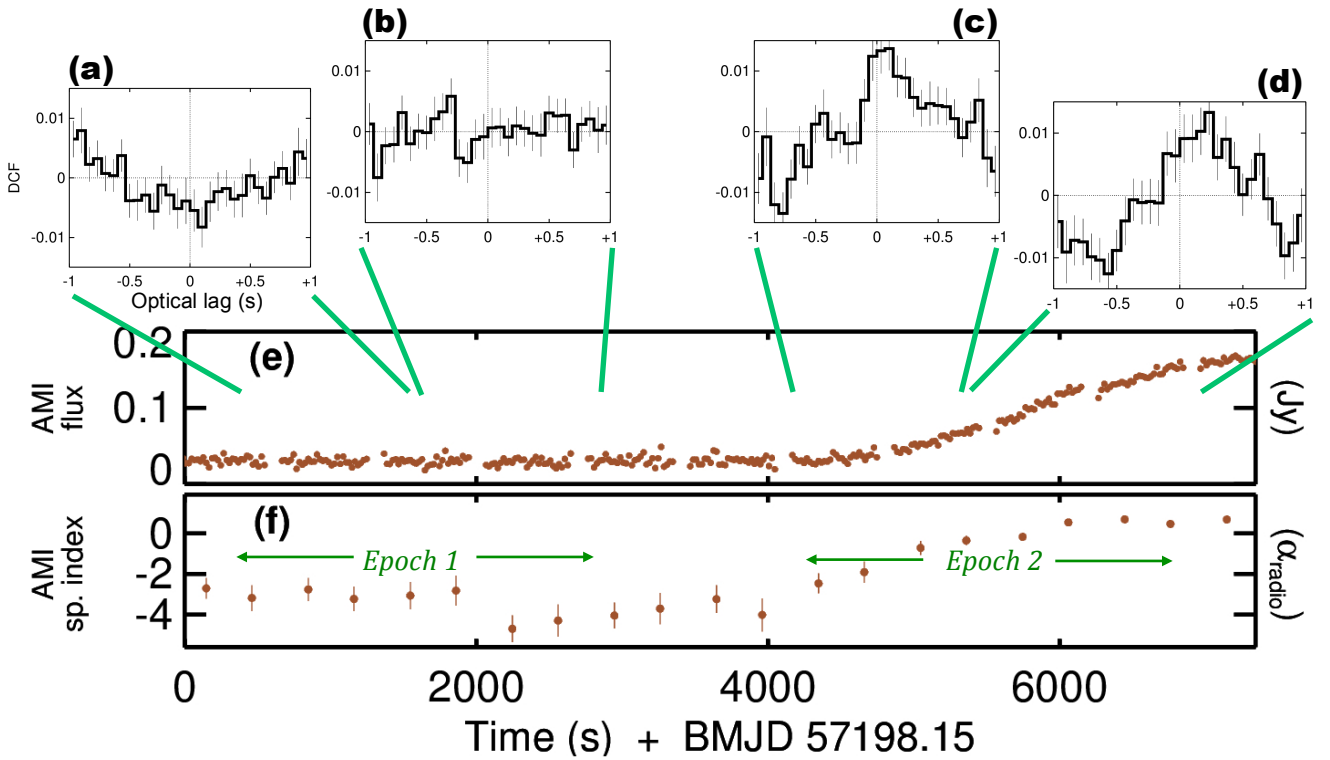 (a)
(b)
(c)
(d)
0.01
0
-0.01
DCF
-1
-0.5
0
+0.5
+1
Optical lag (s)
0.01
0
-0.01
-1
-0.5
0
+0.5
+1
0.01
0
-0.01
-1
-0.5
0
+0.5
+1
0.01
0
-0.01
-1
-0.5
0
+0.5
+1
(e)
0.2
0.1
0
AMI
flux
(Jy)
(f)
0
-2
-4
AMI
sp. index
(αradio)
Epoch 1
Epoch 2
0
2000
4000
6000
Time (s) + BMJD 57198.15